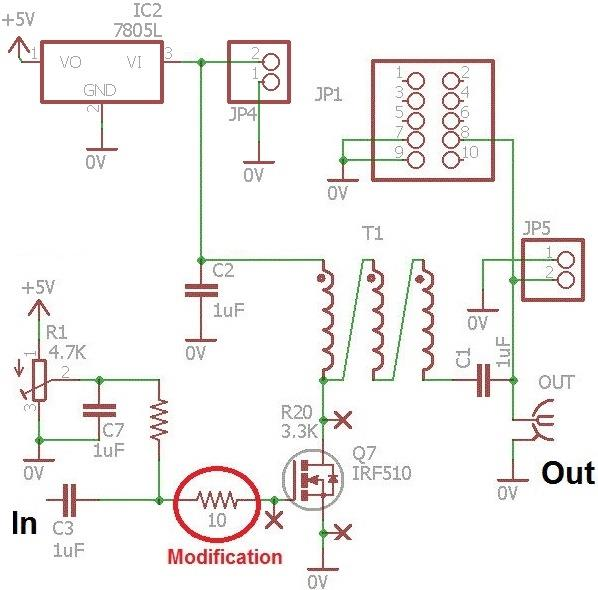 +5V
IC2
7805L
1
VO
VI
3
GND
2
0V
2
1
JP4
0V
JP1
1
2
3
4
5
6
7
8
9
10
0V
T1
JP5
1
2
0V
C2
1uF
0V
+5V
R1
4.7K
1
2
3
C7
1uF
0V
C1
1uF
OUT
Out
0V
R20
3.3K
Q7
IRF510
In
C3
1uF
10
Modification
0V